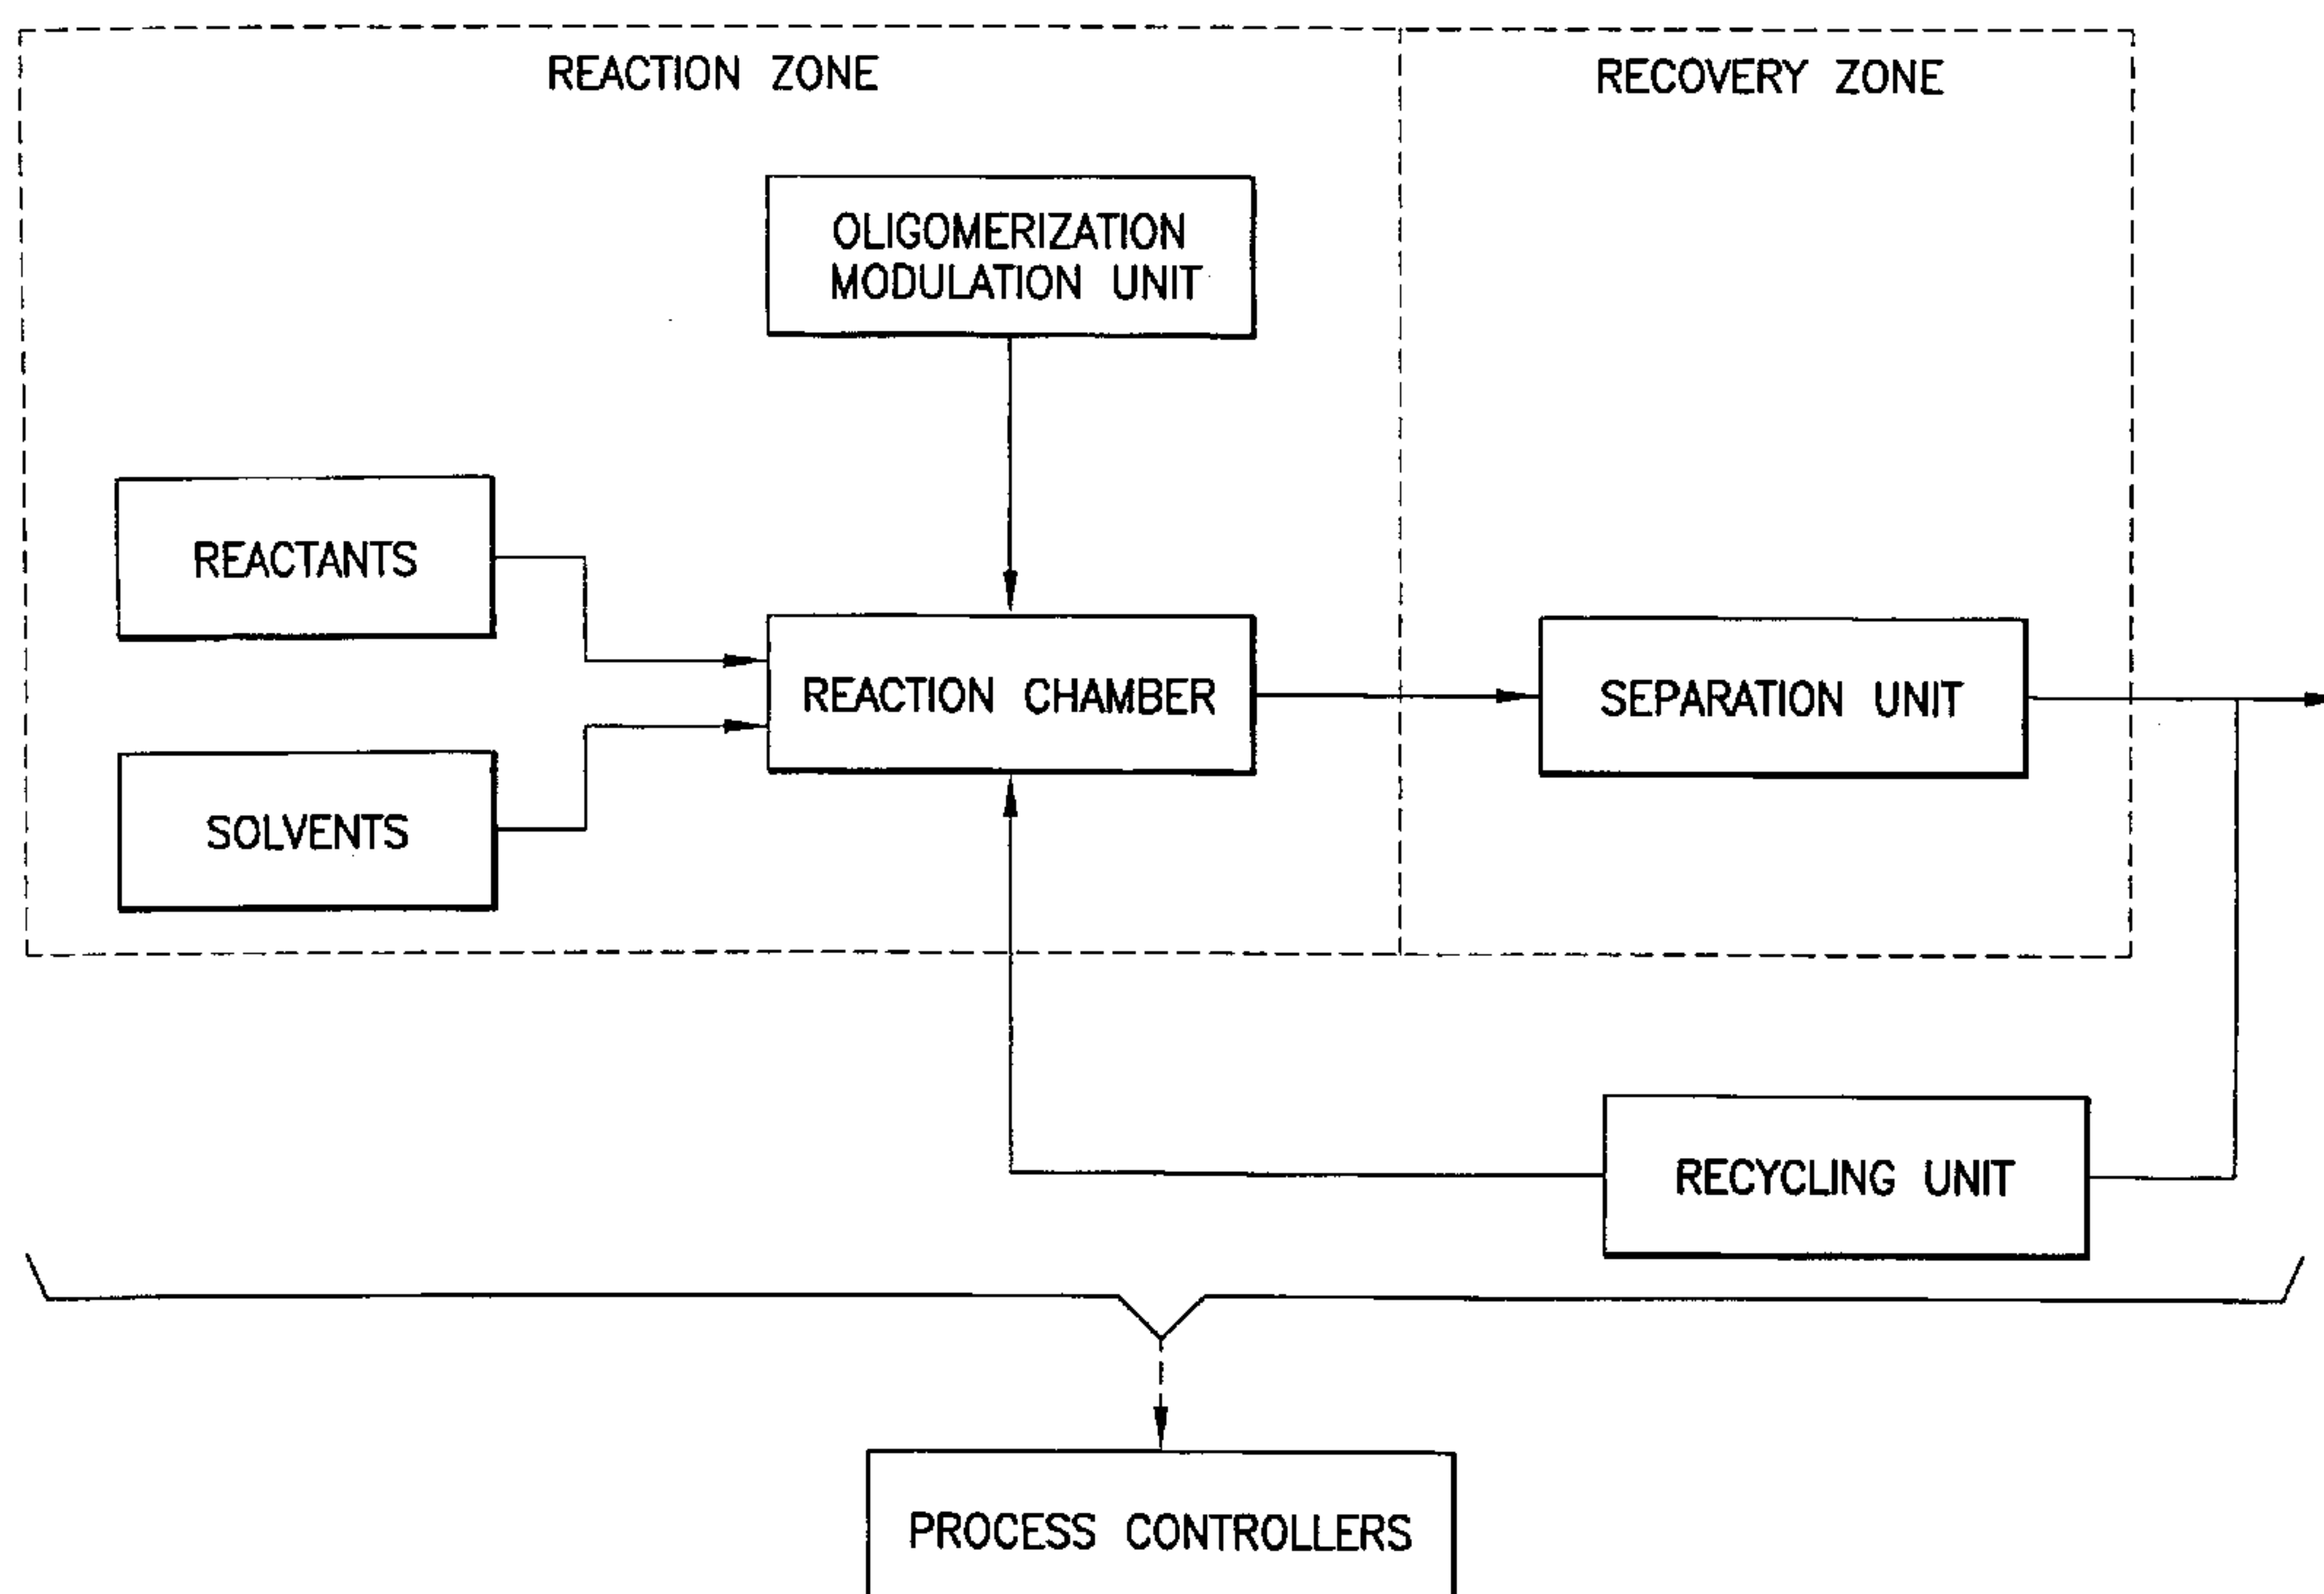 REACTION ZONE
RECOVERY ZONE
OLIGOMERIZATION
MODULATION UNIT
REACTANTS
REACTION CHAMBER
SEPARATION UNIT
SOLVENTS
RECYCLING UNIT
PROCESS CONTROLLERS